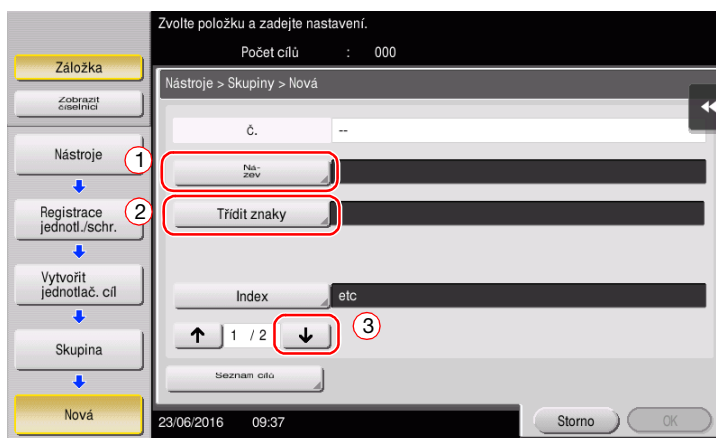 Zvolte položku a zadejte nastavení.
Počet cílů : 000
Záložka
Zobrazit
číselníci
Nástroje > Skupiny > Nová
Č. --
Nástroje
1
Ná-
zev
Registrace
jednotl./schr.
2
Třídit znaky
Vytvořit
jednotlač. cíl
Index etc
1 / 2
3
Skupina
Seznam cílů
Nová
23/06/2016 09:37
Storno
OK